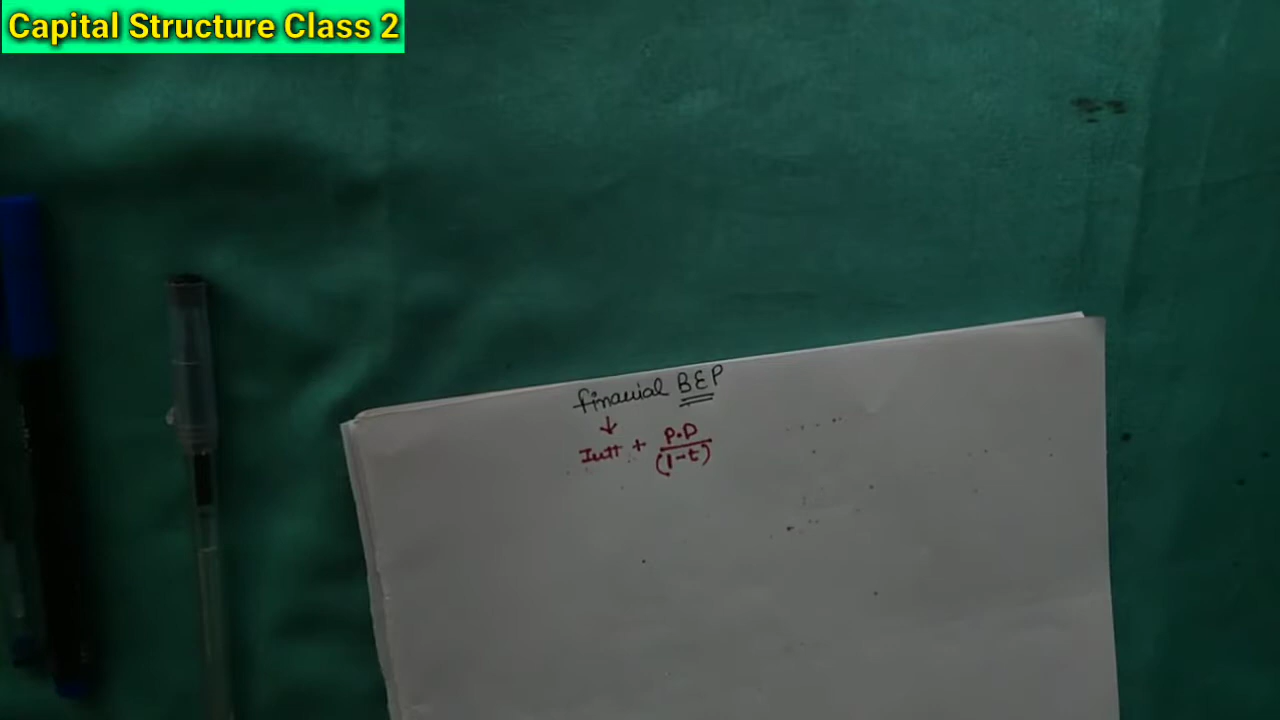 Capital Structure Class 2
financial BEP
↓
Intt + P.D/(1-t)